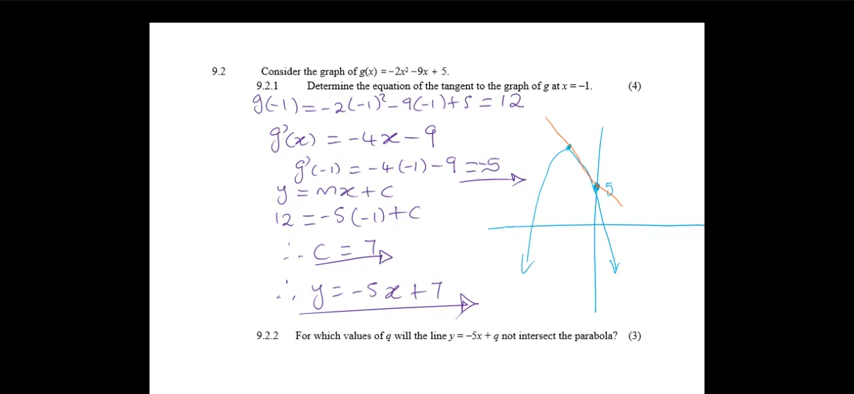 9.2 Consider the graph of g(x) = −2x² −9x + 5.
9.2.1 Determine the equation of the tangent to the graph of g at x = −1. (4)
g(-1) = -2(-1)² - 9(-1) + 5 = 12
g'(x) = -4x - 9
g'(-1) = -4(-1) - 9 = -5
y = mx + c
12 = -5(-1) + c
5
∴ c = 7
∴ y = -5x + 7
9.2.2 For which values of q will the line y = −5x + q not intersect the parabola? (3)